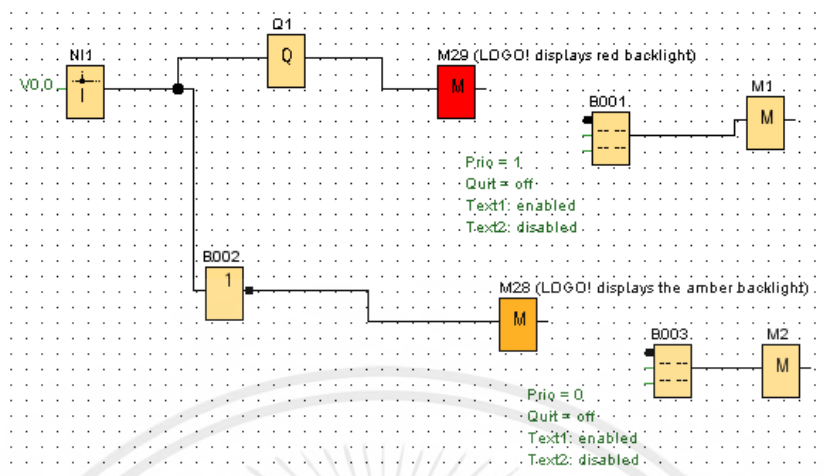 Q1
NI1
Q
M29 (LOGO! displays red backlight)
V0.0
I
M
M1
B001
M
Prio = 1
Quit = off
Text1: enabled
Text2: disabled
B002
1
M28 (LOGO! displays the amber backlight)
M
B003
M2
M
Prio = 0
Quit = off
Text1: enabled
Text2: disabled